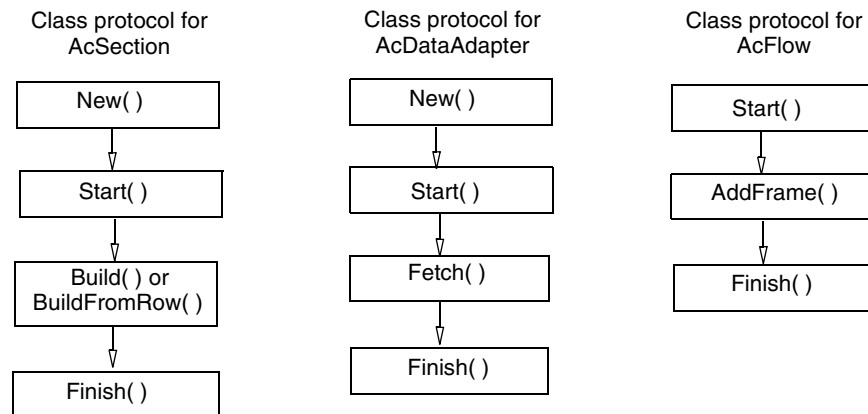 Class protocol for
AcSection
New( )
Start( )
Build( ) or
BuildFromRow( )
Finish( )
Class protocol for
AcDataAdapter
New( )
Start( )
Fetch( )
Finish( )
Class protocol for
AcFlow
Start( )
AddFrame( )
Finish( )